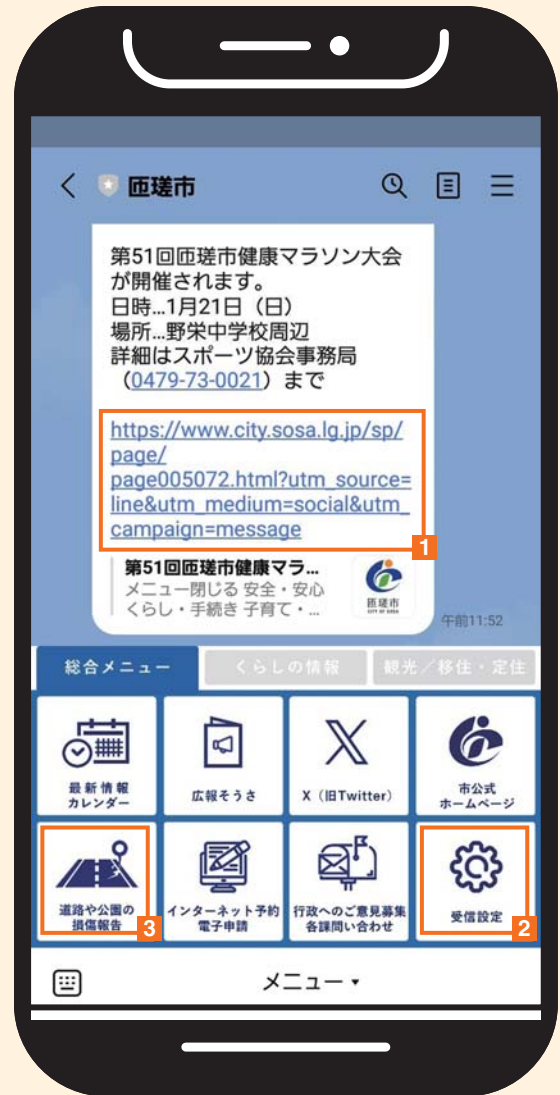 匝瑳市
第51回匝瑳市健康マラソン大会
が開催されます。
日時…1月21日（日）
場所…野栄中学校周辺
詳細はスポーツ協会事務局
（0479-73-0021）まで
https://www.city.sosa.lg.jp/sp/
page/
page005072.html?utm_source=
line&utm_medium=social&utm_
campaign=message
1
第51回匝瑳市健康マラ...
メニュー閉じる 安全・安心
くらし・手続き 子育て・...
匝瑳市
CITY OF SOSA
午前11:52
総合メニュー
くらしの情報
観光／移住・定住
最新情報
カレンダー
広報そうさ
X（旧Twitter）
市公式
ホームページ
道路や公園の
損傷報告
3
インターネット予約
電子申請
行政へのご意見募集
各課問い合わせ
受信設定
2
メニュー▾